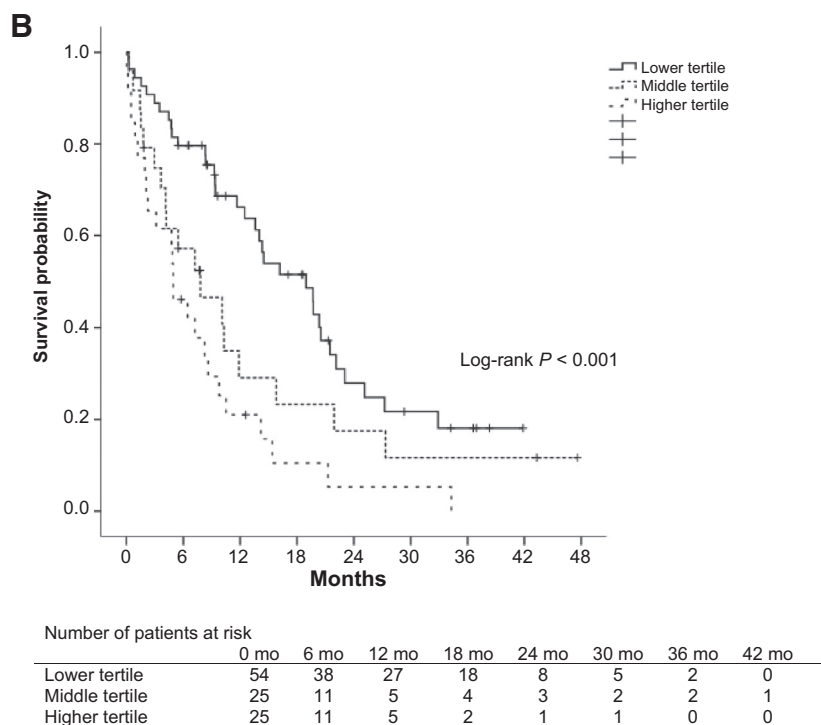 B
1.0
0.8
0.6
0.4
0.2
0.0
Survival probability
Lower tertile
Middle tertile
Higher tertile
Log-rank P < 0.001
0 6 12 18 24 30 36 42 48
Months
Number of patients at risk
0 mo 6 mo 12 mo 18 mo 24 mo 30 mo 36 mo 42 mo
Lower tertile 54 38 27 18 8 5 2 0
Middle tertile 25 11 5 4 3 2 2 1
Higher tertile 25 11 5 2 1 1 0 0